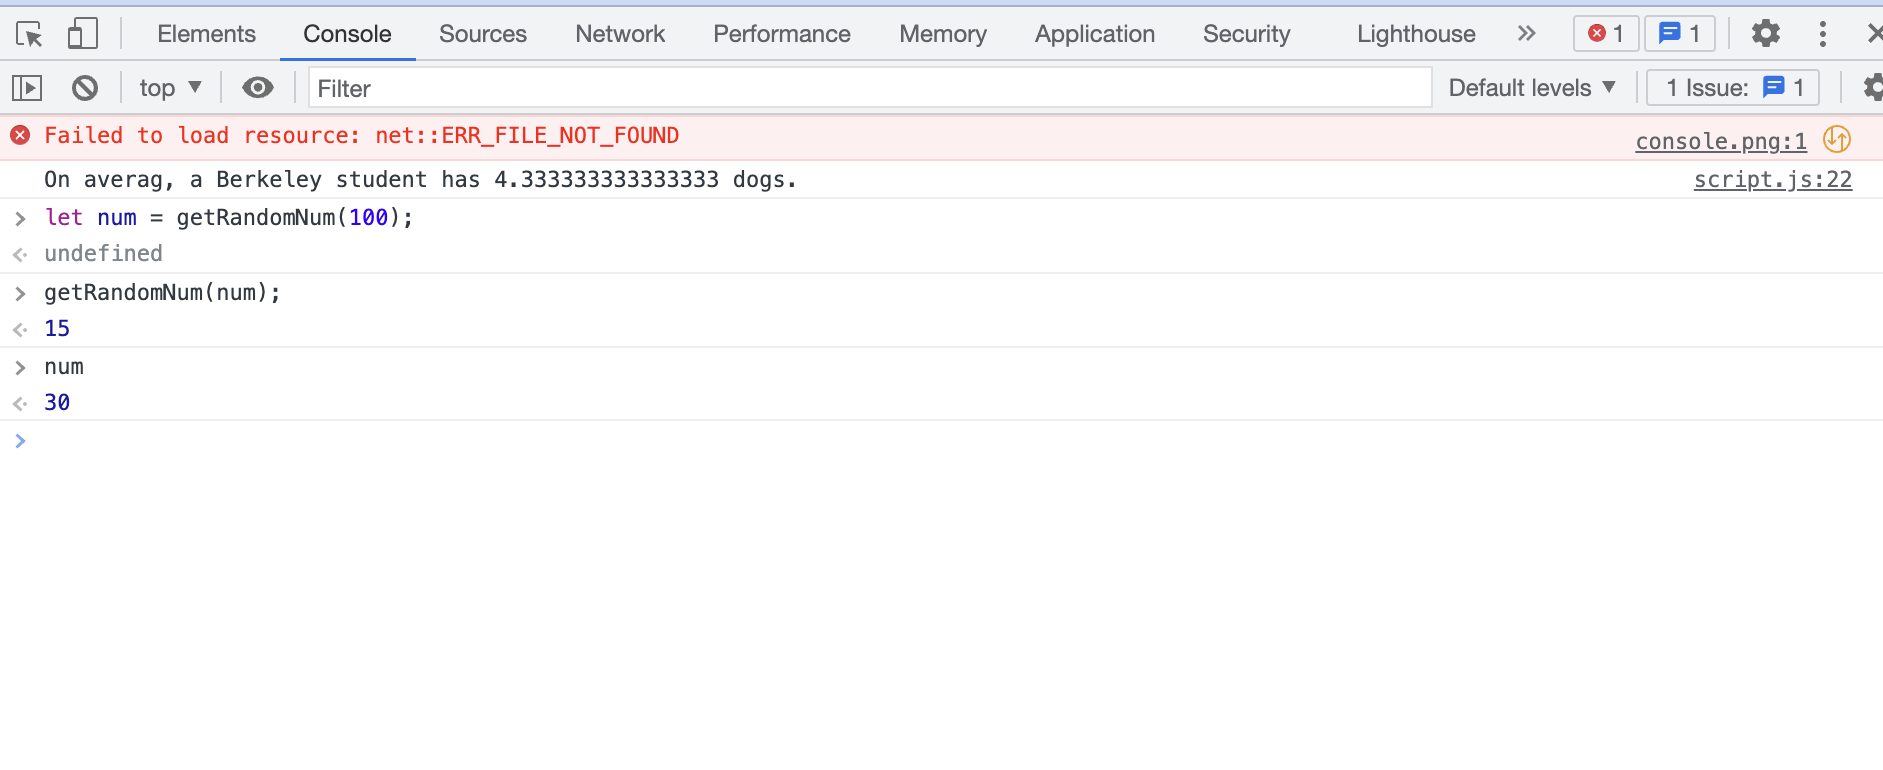 Elements Console Sources Network Performance Memory Application Security Lighthouse 1 1
top Filter Default levels 1 Issue: 1
Failed to load resource: net::ERR_FILE_NOT_FOUND console.png:1
On averag, a Berkeley student has 4.333333333333333 dogs. script.js:22
let num = getRandomNum(100);
undefined
getRandomNum(num);
15
num
30